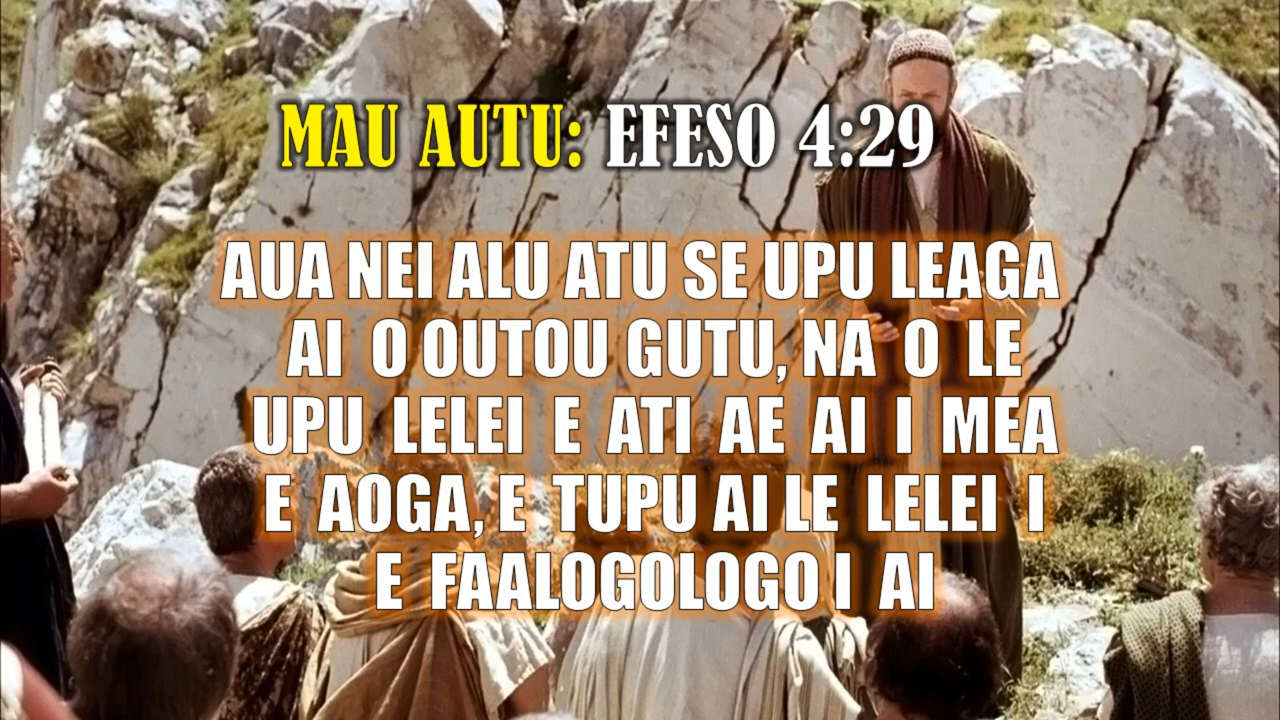 MAU AUTU: EFESO 4:29
AUA NEI ALU ATU SE UPU LEAGA
AI O OUTOU GUTU, NA O LE
UPU LELEI E ATI AE AI I MEA
E AOGA, E TUPU AI LE LELEI I
E FAALOGOLOGO I AI